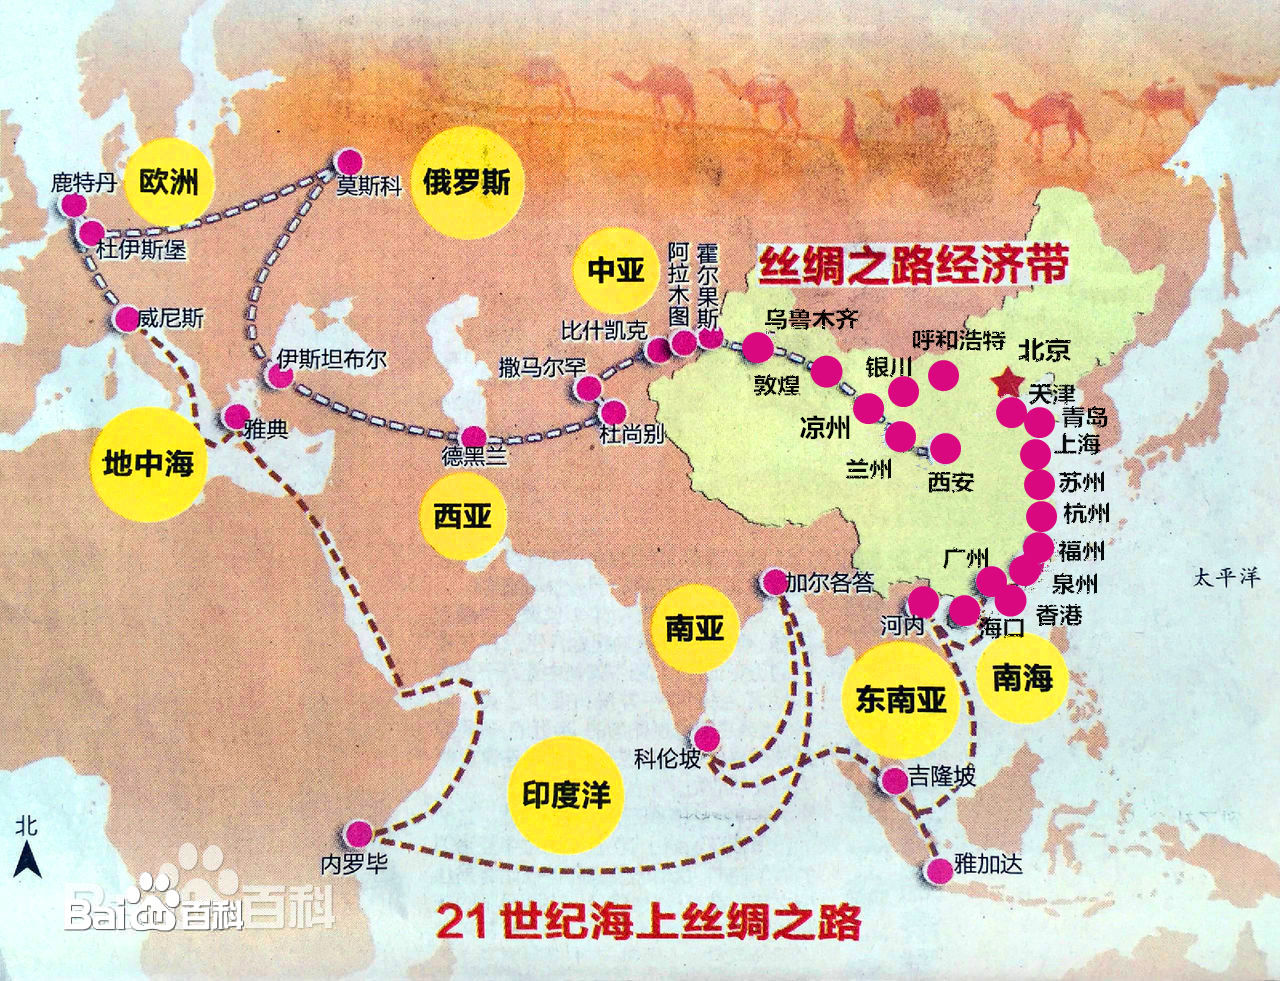 欧洲
俄罗斯
鹿特丹
莫斯科
杜伊斯堡
中亚
阿拉木图
霍尔果斯
丝绸之路经济带
威尼斯
比什凯克
乌鲁木齐
呼和浩特
北京
伊斯坦布尔
撒马尔罕
敦煌
银川
天津
青岛
雅典
杜尚别
凉州
上海
地中海
德黑兰
兰州
西安
苏州
西亚
杭州
广州
福州
太平洋
加尔各答
泉州
南亚
河内
海口
香港
东南亚
南海
科伦坡
印度洋
吉隆坡
北
内罗毕
雅加达
Bai du 百科
百科
21世纪海上丝绸之路